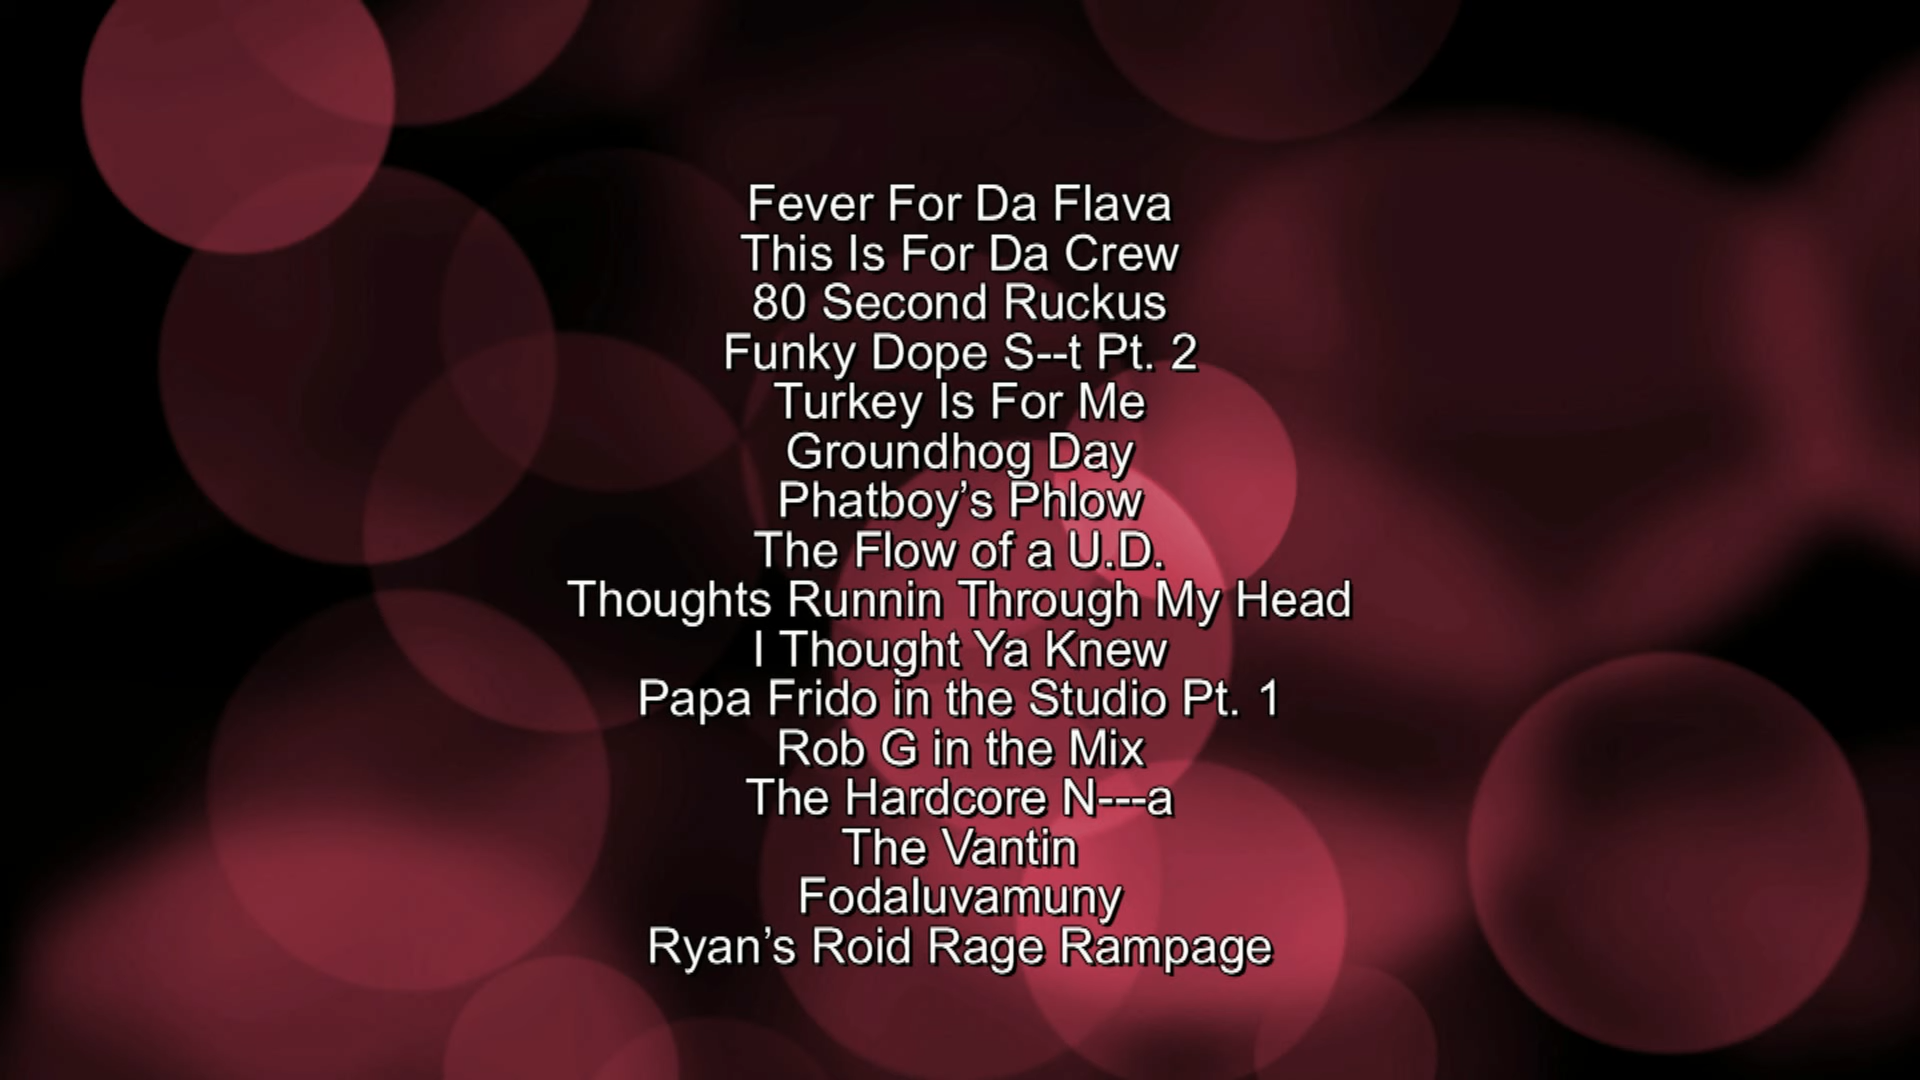 Fever For Da Flava
This Is For Da Crew
80 Second Ruckus
Funky Dope S--t Pt. 2
Turkey Is For Me
Groundhog Day
Phatboy’s Phlow
The Flow of a U.D.
Thoughts Runnin Through My Head
I Thought Ya Knew
Papa Frido in the Studio Pt. 1
Rob G in the Mix
The Hardcore N---a
The Vantin
Fodaluvamuny
Ryan’s Roid Rage Rampage